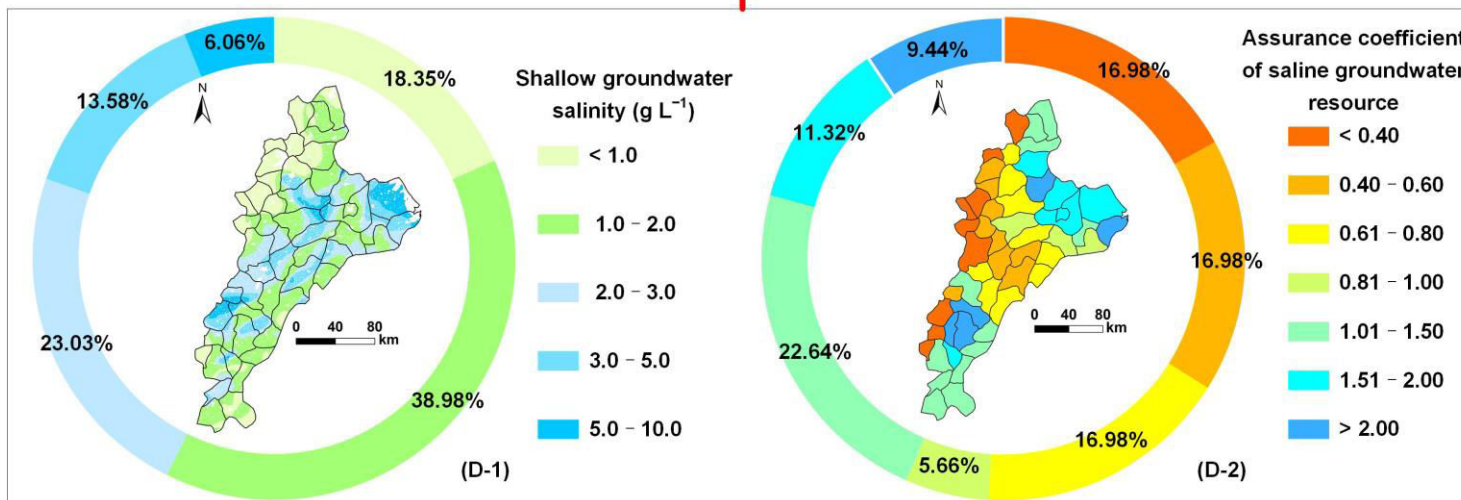 6.06%
18.35%
13.58%
23.03%
38.98%
N
0 40 80
km
Shallow groundwater
salinity (g L⁻¹)
< 1.0
1.0 – 2.0
2.0 – 3.0
3.0 – 5.0
5.0 – 10.0
(D-1)
9.44%
16.98%
11.32%
16.98%
22.64%
16.98%
5.66%
N
0 40 80
km
Assurance coefficient
of saline groundwater
resource
< 0.40
0.40 – 0.60
0.61 – 0.80
0.81 – 1.00
1.01 – 1.50
1.51 – 2.00
> 2.00
(D-2)